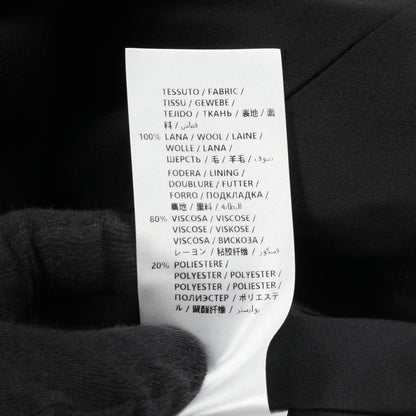 TESSUTO / FABRIC /
TISSU / GEWEBE /
TEJIDO / TKAHЬ / 表地 / 面
料 / قماش /
100% LANA / WOOL / LAINE /
WOLLE / LANA /
ШЕРСТЬ / 毛 / 羊毛 / صوف /
FODERA / LINING /
DOUBLURE / FUTTER /
FORRO / ПОДКЛАДКА /
裏地 / 里料 / البطانة /
80% VISCOSA / VISCOSE /
VISCOSE / VISKOSE /
VISCOSA / ВИСКОЗА /
レーヨン / 粘胶纤维 / فسكوز /
20% POLIESTERE /
POLYESTER / POLYESTER /
POLYESTER / POLIESTER /
ПОЛИЭСТЕР / ポリエステ
ル / 聚酯纤维 / بوليستر /